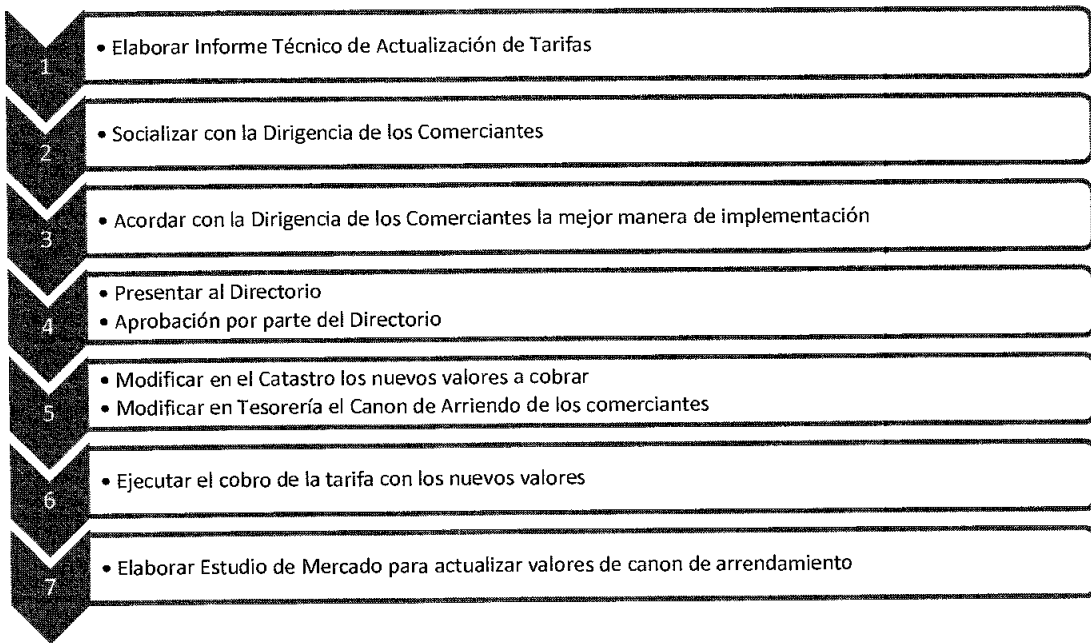 1
• Elaborar Informe Técnico de Actualización de Tarifas
2
• Socializar con la Dirigencia de los Comerciantes
3
• Acordar con la Dirigencia de los Comerciantes la mejor manera de implementación
4
• Presentar al Directorio
• Aprobación por parte del Directorio
5
• Modificar en el Catastro los nuevos valores a cobrar
• Modificar en Tesorería el Canon de Arriendo de los comerciantes
6
• Ejecutar el cobro de la tarifa con los nuevos valores
7
• Elaborar Estudio de Mercado para actualizar valores de canon de arrendamiento